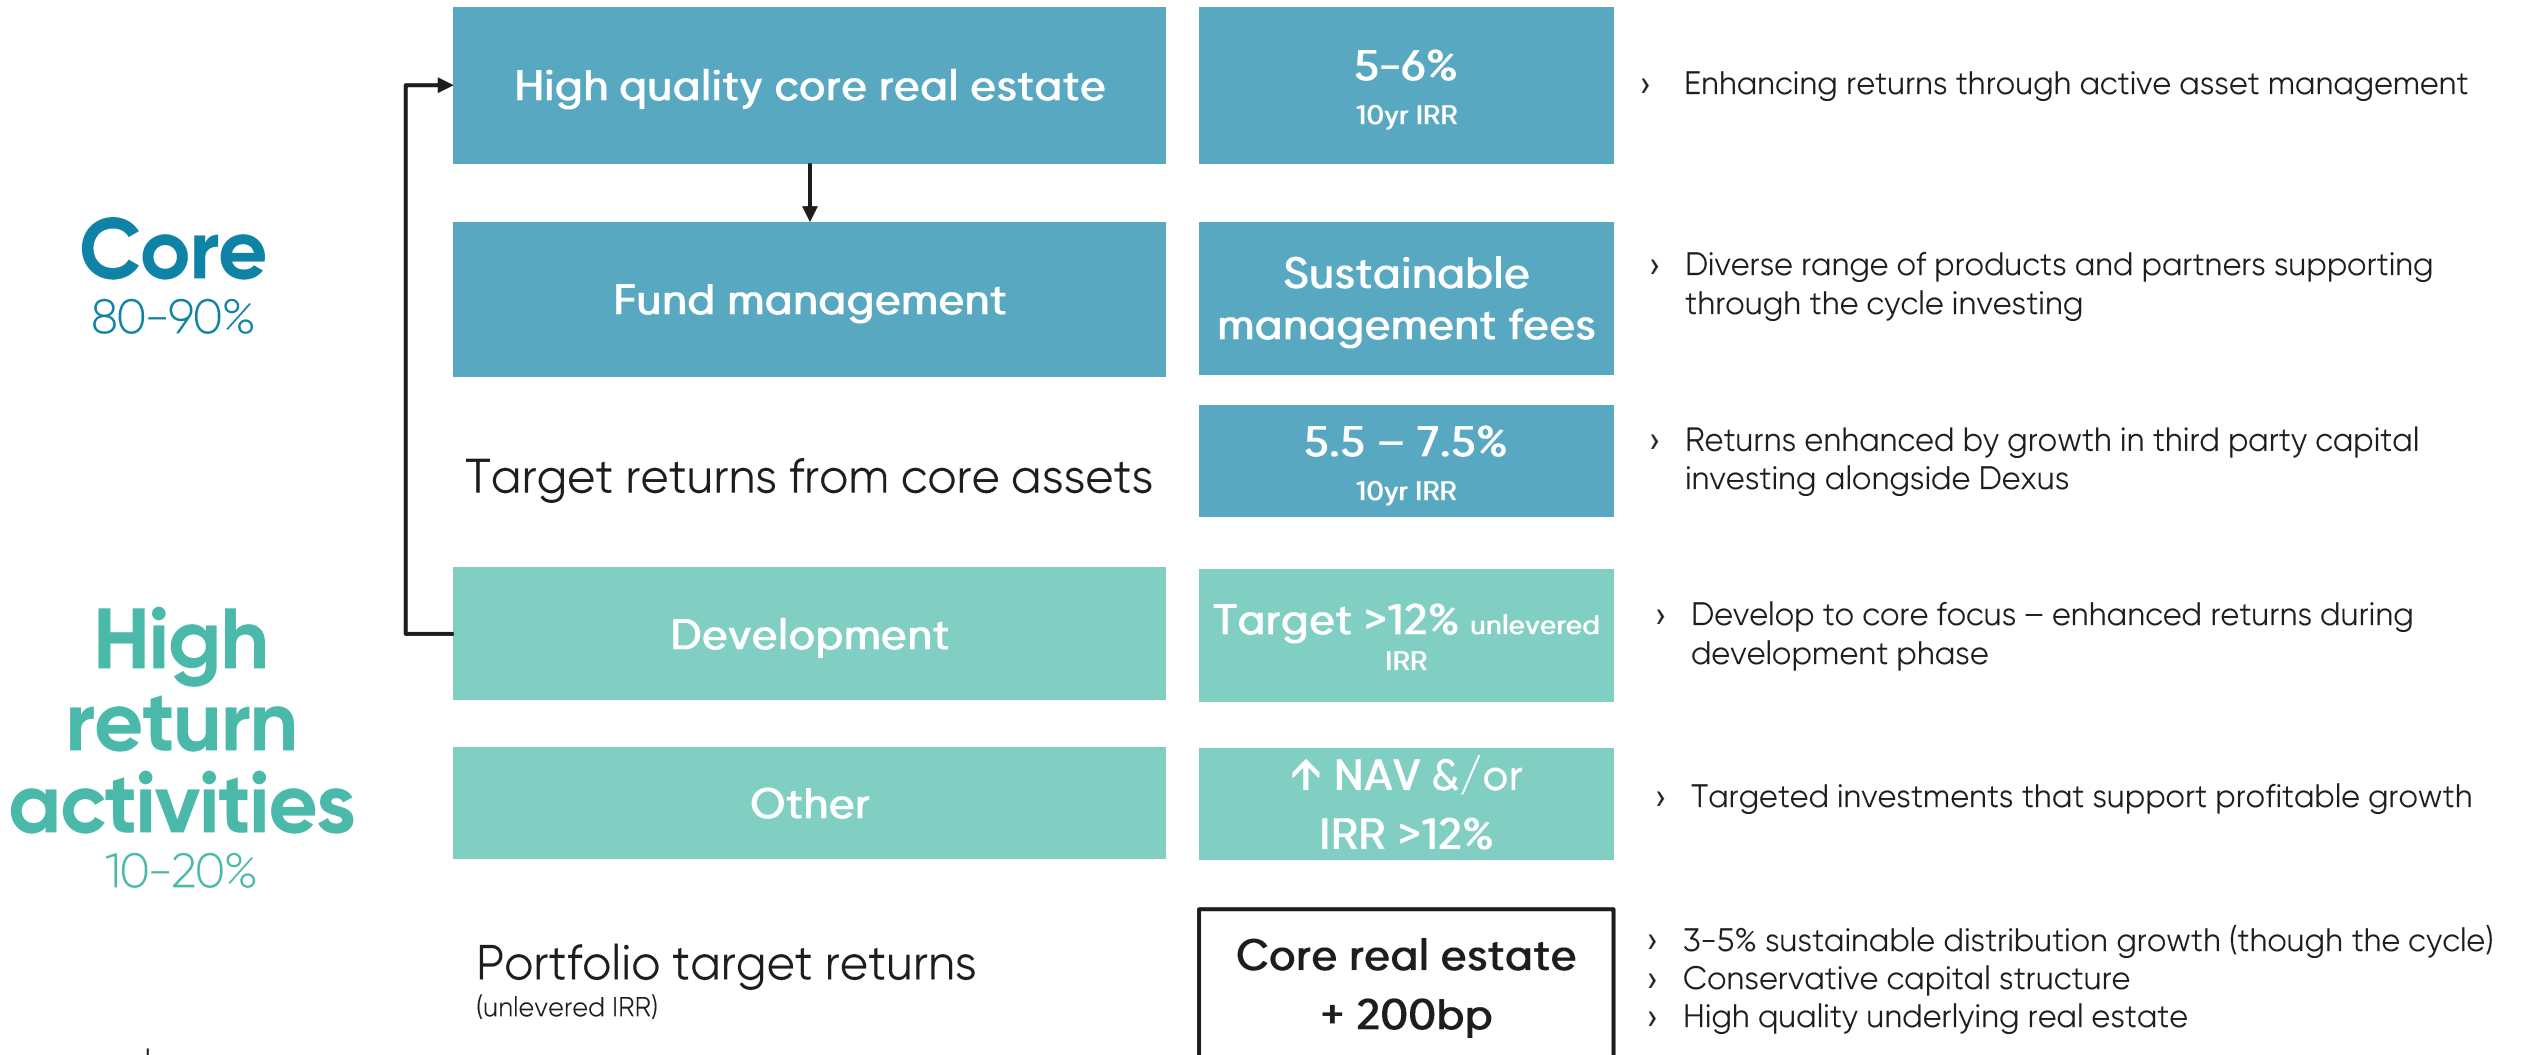 High quality core real estate
5–6%
10yr IRR
› Enhancing returns through active asset management
Core
80–90%
Fund management
Sustainable
management fees
› Diverse range of products and partners supporting
through the cycle investing
Target returns from core assets
5.5 – 7.5%
10yr IRR
› Returns enhanced by growth in third party capital
investing alongside Dexus
High
return
activities
10–20%
Development
Target >12% unlevered
IRR
› Develop to core focus – enhanced returns during
development phase
Other
↑ NAV &/or
IRR >12%
› Targeted investments that support profitable growth
Portfolio target returns
(unlevered IRR)
Core real estate
+ 200bp
› 3-5% sustainable distribution growth (though the cycle)
› Conservative capital structure
› High quality underlying real estate